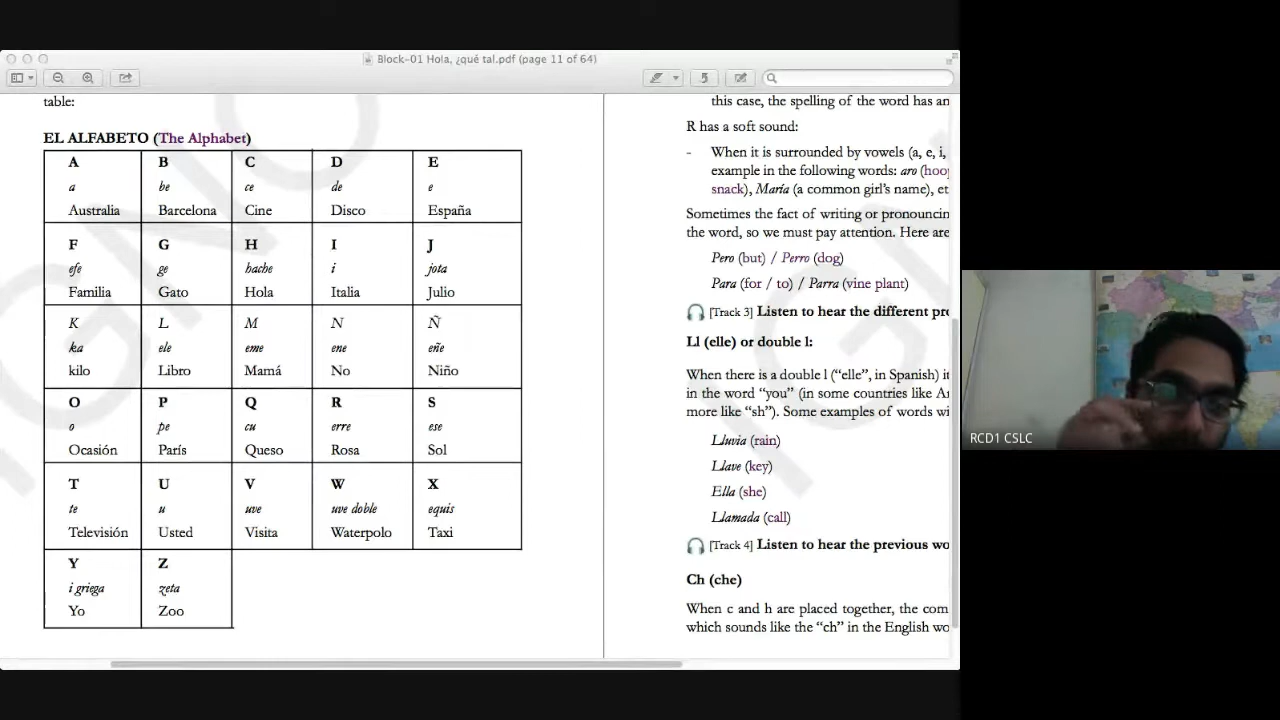 Block-01 Hola, ¿qué tal.pdf (page 11 of 64)
table:
EL ALFABETO (The Alphabet)
A B C D E
a be ce de e
Australia Barcelona Cine Disco España
F G H I J
efe ge hache i jota
Familia Gato Hola Italia Julio
K L M N Ñ
ka ele eme ene eñe
kilo Libro Mamá No Niño
O P Q R S
o pe cu erre ese
Ocasión París Queso Rosa Sol
T U V W X
te u uve uve doble equis
Televisión Usted Visita Waterpolo Taxi
Y Z
i griega zeta
Yo Zoo
this case, the spelling of the word has an
R has a soft sound:
- When it is surrounded by vowels (a, e, i,
example in the following words: aro (hoop
snack), María (a common girl's name), et
Sometimes the fact of writing or pronouncin
the word, so we must pay attention. Here are
Pero (but) / Perro (dog)
Para (for / to) / Parra (vine plant)
[Track 3] Listen to hear the different pro
Ll (elle) or double l:
When there is a double l ("elle", in Spanish) it
in the word "you" (in some countries like Ar
more like "sh"). Some examples of words wi
Lluvia (rain)
Llave (key)
Ella (she)
Llamada (call)
[Track 4] Listen to hear the previous wo
Ch (che)
When c and h are placed together, the com
which sounds like the "ch" in the English wo
RCD1 CSLC